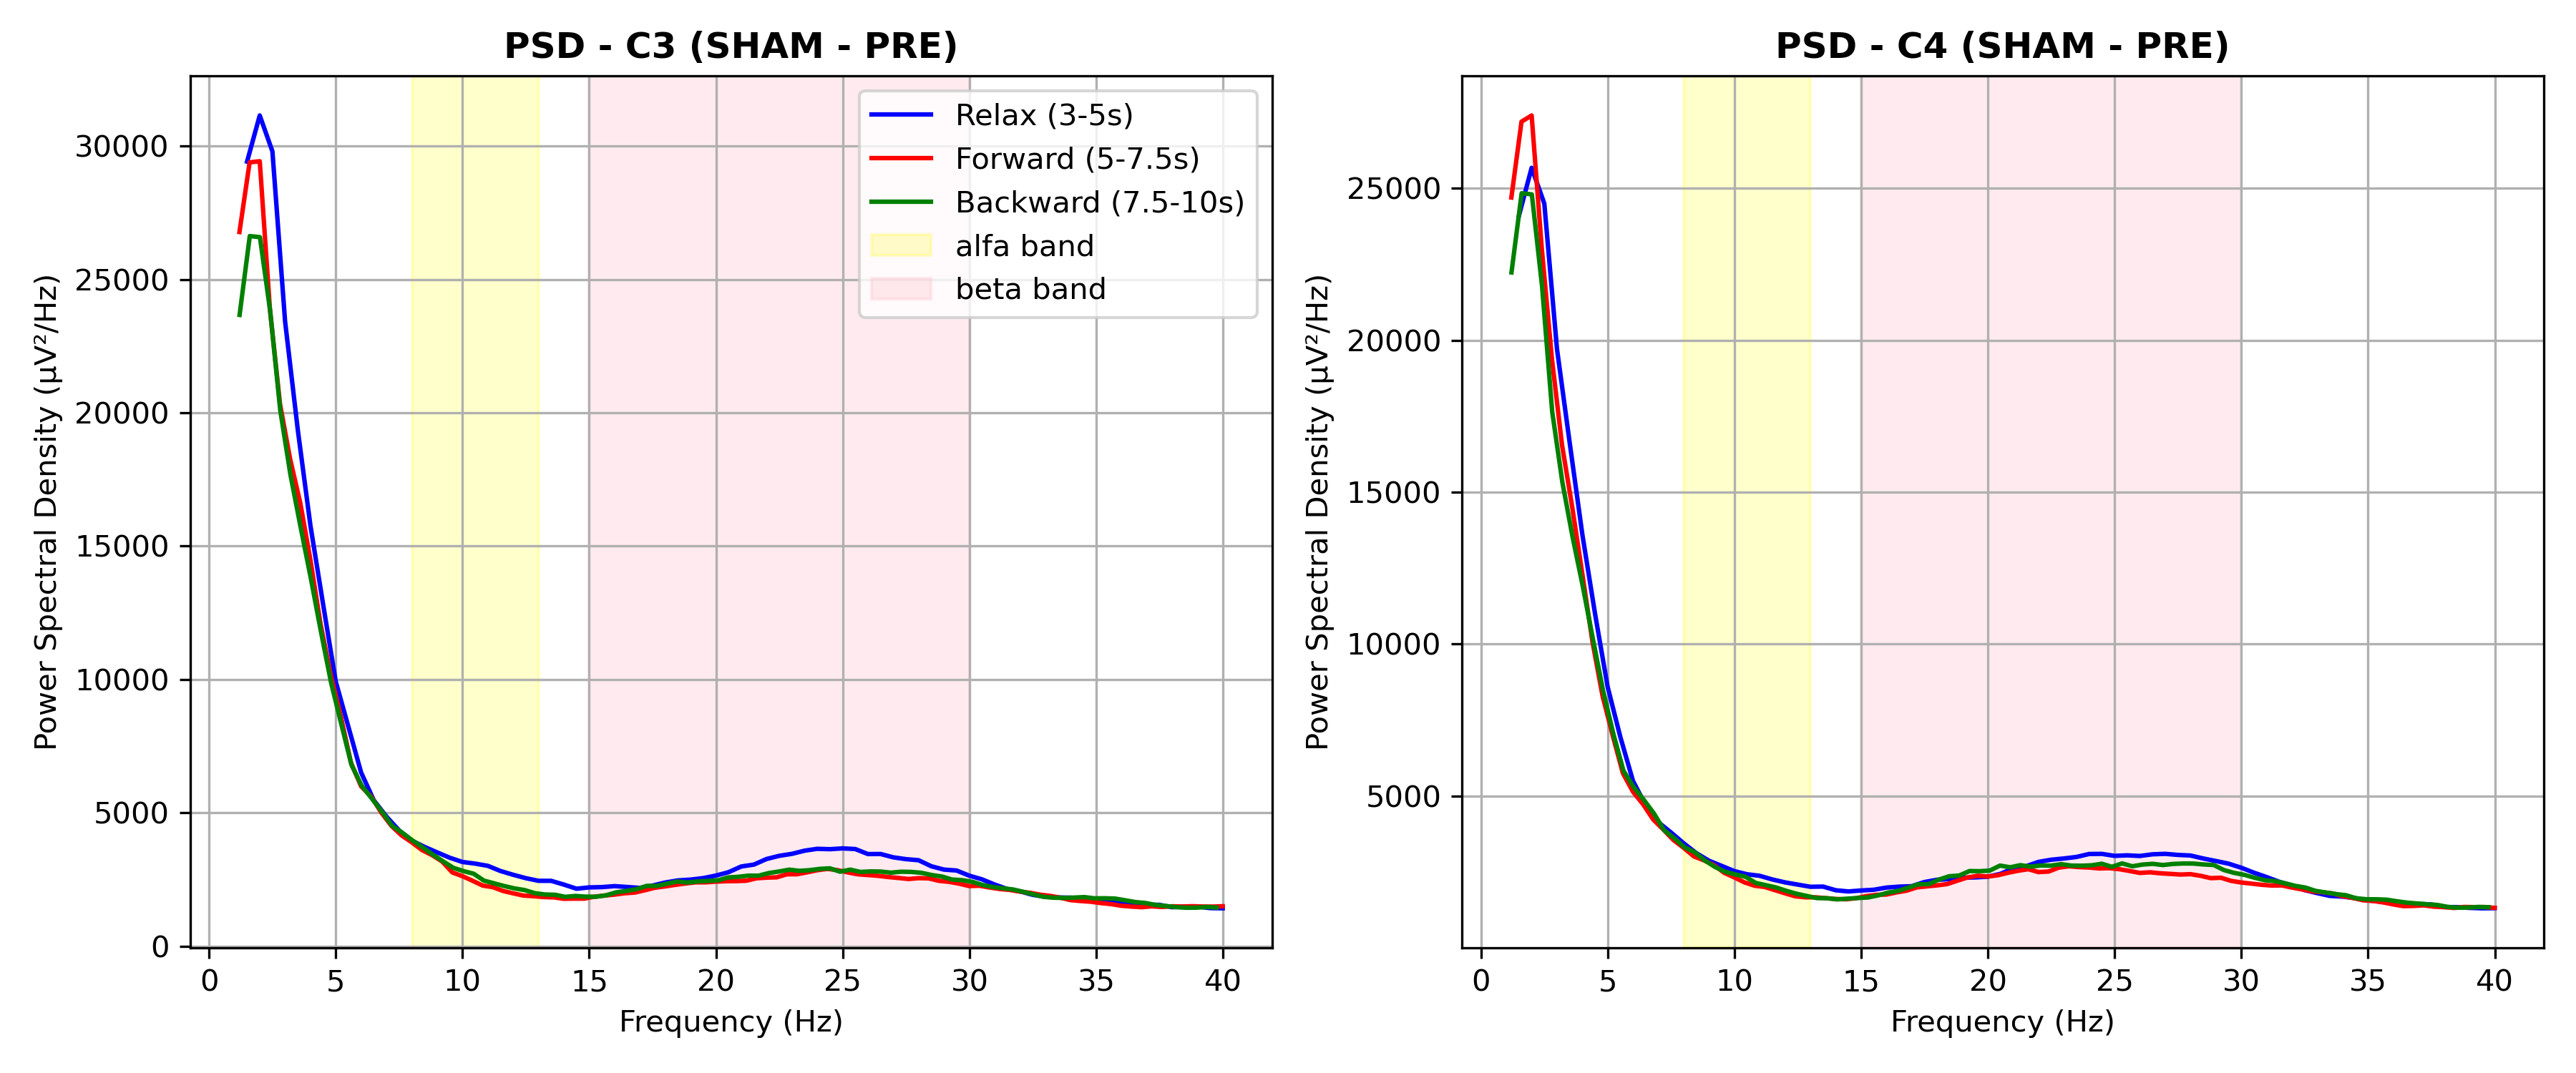 PSD - C3 (SHAM - PRE)
Power Spectral Density (µV²/Hz)
30000
25000
20000
15000
10000
5000
0
Relax (3-5s)
Forward (5-7.5s)
Backward (7.5-10s)
alfa band
beta band
0 5 10 15 20 25 30 35 40
Frequency (Hz)
PSD - C4 (SHAM - PRE)
Power Spectral Density (µV²/Hz)
25000
20000
15000
10000
5000
0 5 10 15 20 25 30 35 40
Frequency (Hz)